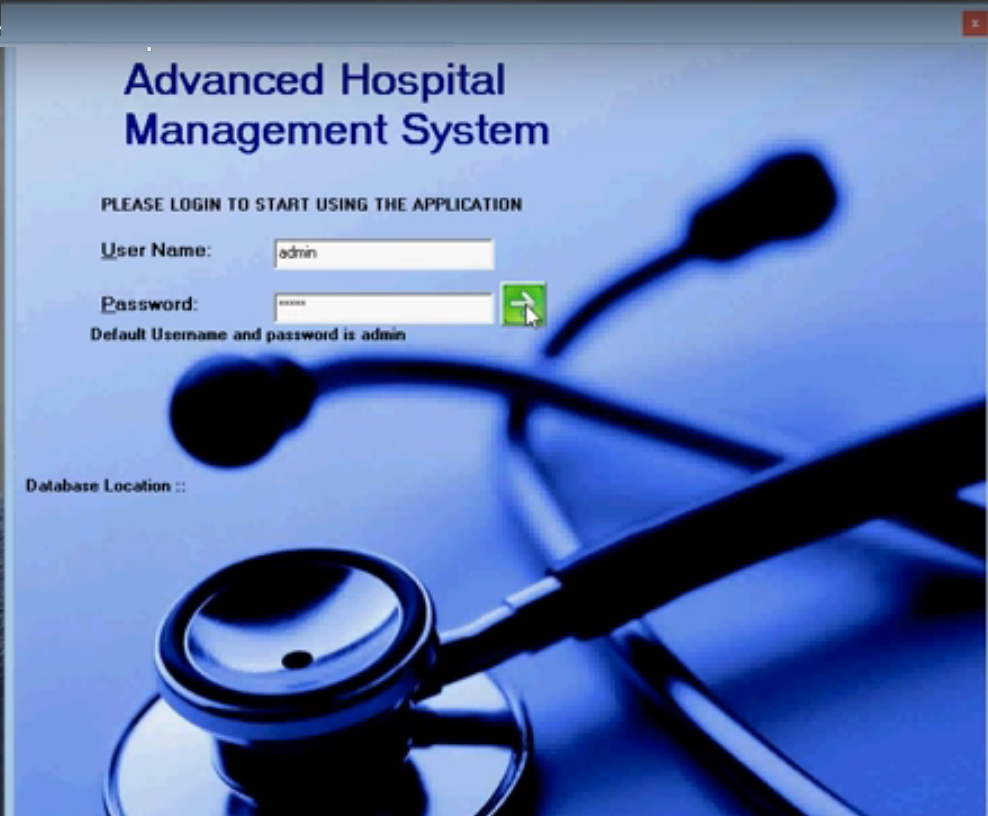 Advanced Hospital
Management System
PLEASE LOGIN TO START USING THE APPLICATION
User Name:
admin
Password:
*****
Default Username and password is admin
Database Location ::